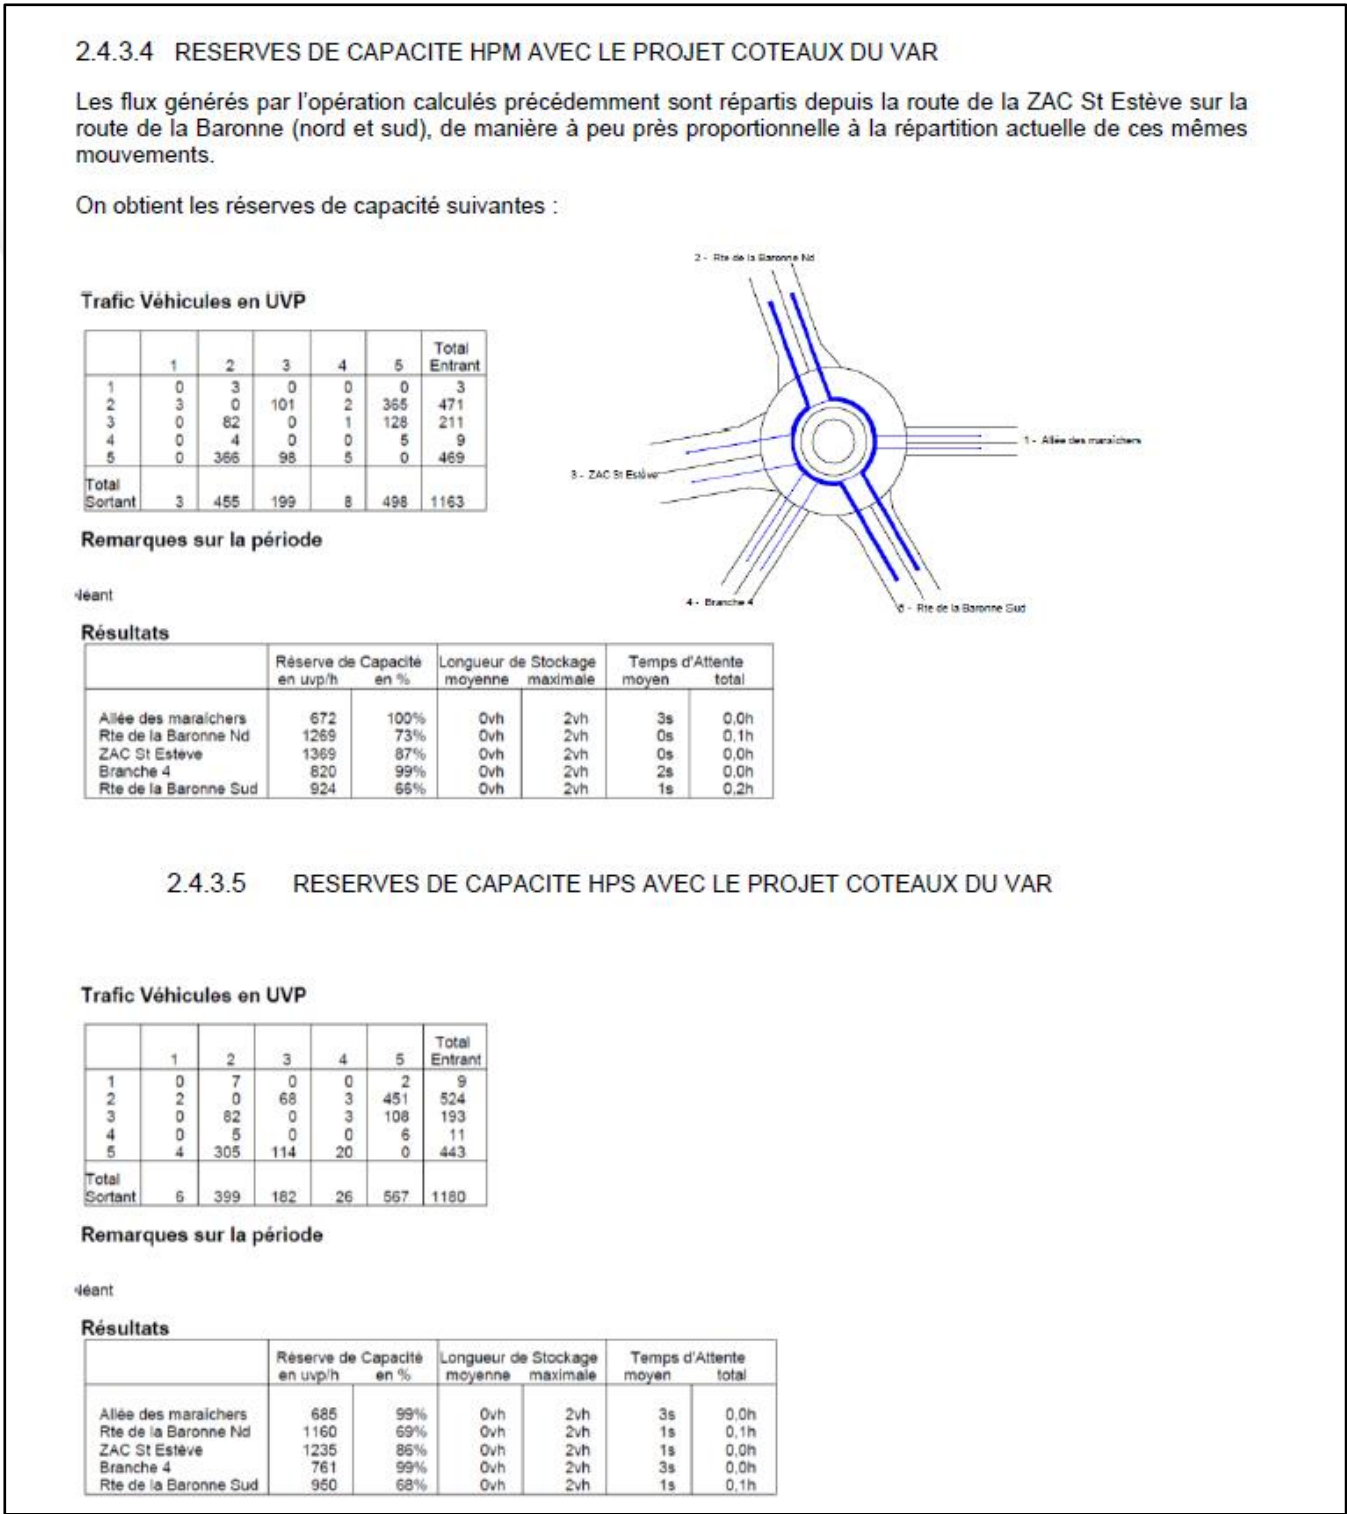 2.4.3.4 RESERVES DE CAPACITE HPM AVEC LE PROJET COTEAUX DU VAR
Les flux générés par l'opération calculés précédemment sont répartis depuis la route de la ZAC St Estève sur la
route de la Baronne (nord et sud), de manière à peu près proportionnelle à la répartition actuelle de ces mêmes
mouvements.
On obtient les réserves de capacité suivantes :
2 - Rte de la Baronne Nd
1 - Allée des maraichers
3 - ZAC St Estève
4 - Branche 4
5 - Rte de la Baronne Sud
Trafic Véhicules en UVP
Total
1 2 3 4 5 Entrant
1 0 3 0 0 0 3
2 3 0 101 2 365 471
3 0 82 0 1 128 211
4 0 4 0 0 5 9
5 0 366 98 5 0 469
Total
Sortant 3 455 199 8 498 1163
Remarques sur la période
Néant
Résultats
Réserve de Capacité Longueur de Stockage Temps d'Attente
en uvp/h en % moyenne maximale moyen total
Allée des maraîchers 672 100% 0vh 2vh 3s 0,0h
Rte de la Baronne Nd 1269 73% 0vh 2vh 0s 0,1h
ZAC St Estève 1369 87% 0vh 2vh 0s 0,0h
Branche 4 820 99% 0vh 2vh 2s 0,0h
Rte de la Baronne Sud 924 66% 0vh 2vh 1s 0,2h
2.4.3.5 RESERVES DE CAPACITE HPS AVEC LE PROJET COTEAUX DU VAR
Trafic Véhicules en UVP
Total
1 2 3 4 5 Entrant
1 0 7 0 0 2 9
2 2 0 68 3 451 524
3 0 82 0 3 108 193
4 0 5 0 0 6 11
5 4 305 114 20 0 443
Total
Sortant 6 399 182 26 567 1180
Remarques sur la période
Néant
Résultats
Réserve de Capacité Longueur de Stockage Temps d'Attente
en uvp/h en % moyenne maximale moyen total
Allée des maraîchers 685 99% 0vh 2vh 3s 0,0h
Rte de la Baronne Nd 1160 69% 0vh 2vh 1s 0,1h
ZAC St Estève 1235 86% 0vh 2vh 1s 0,0h
Branche 4 761 99% 0vh 2vh 3s 0,0h
Rte de la Baronne Sud 950 68% 0vh 2vh 1s 0,1h